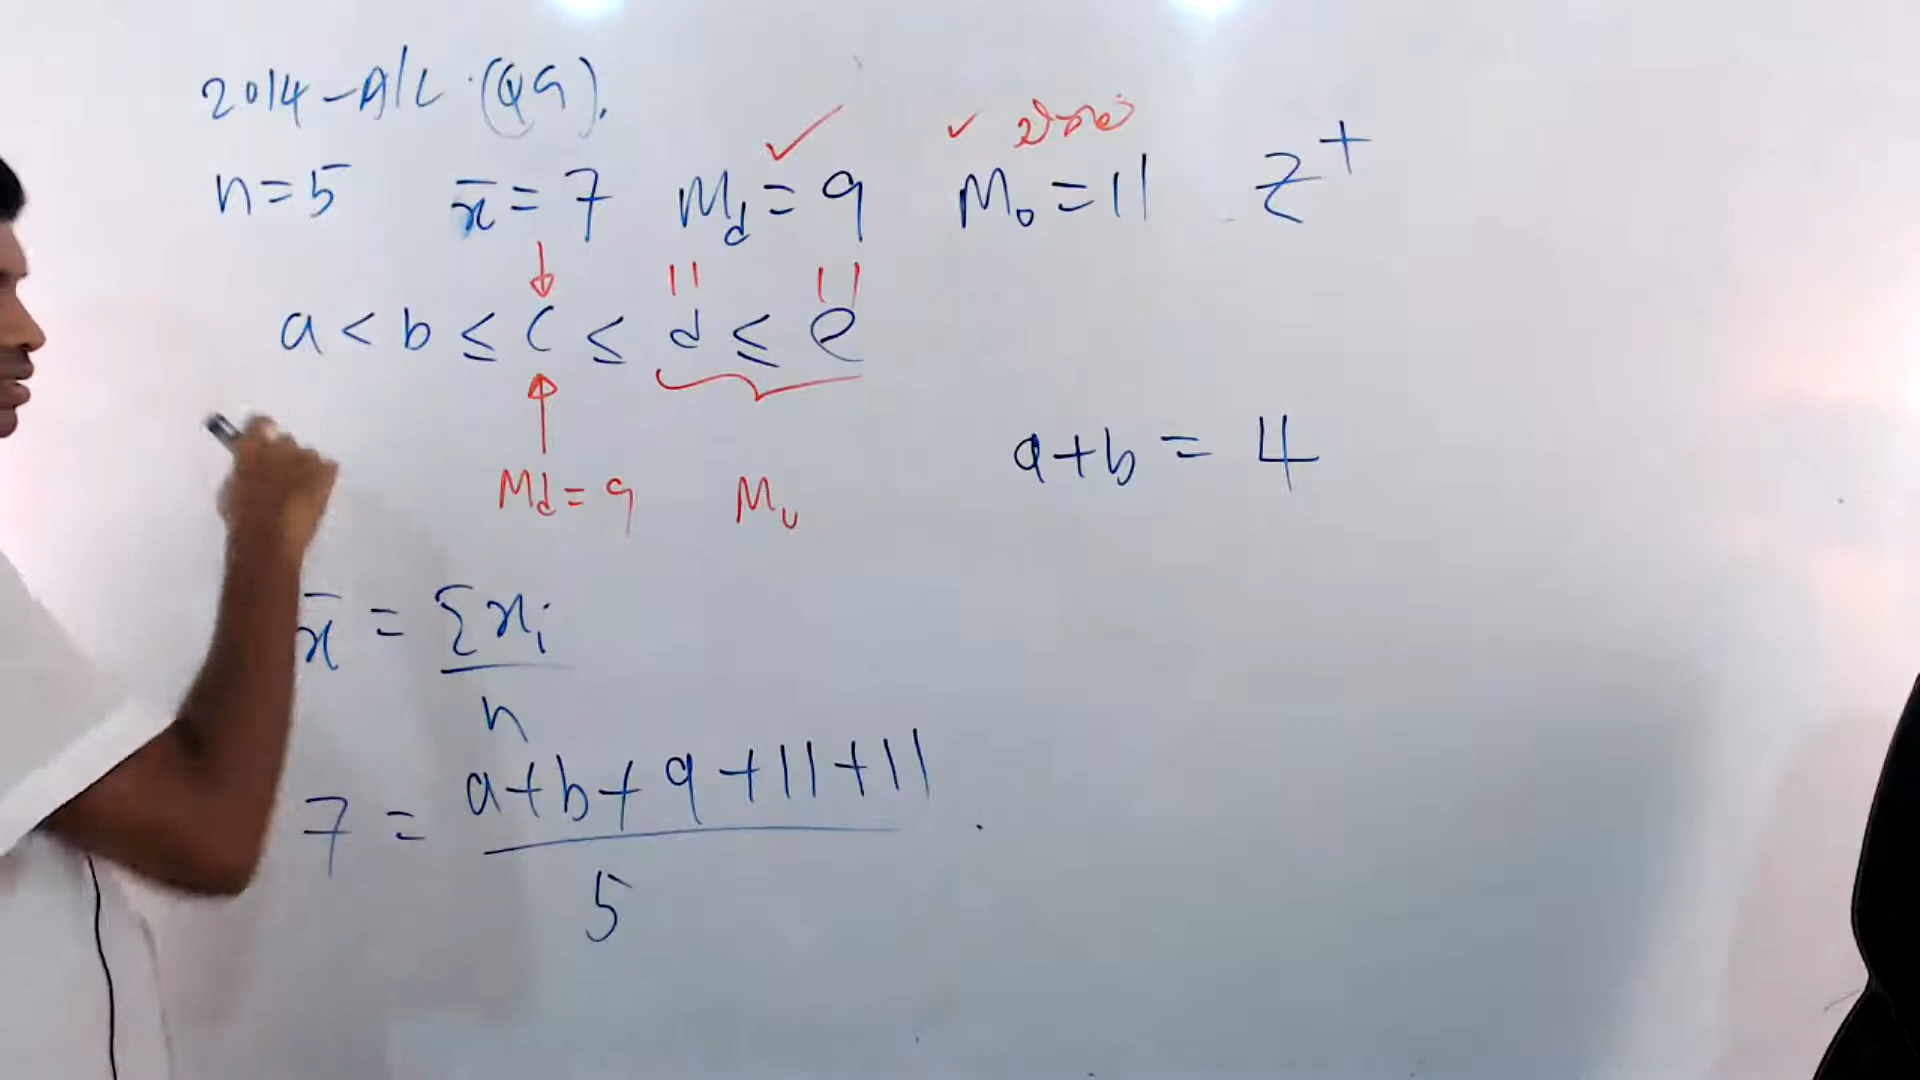 2014 - A/L (Q9).
n = 5 x̄ = 7 Md = 9 ✓ ✓ Mo = 11 Z⁺
↓ 11 11
a < b ≤ c ≤ d ≤ e
↑
Md = 9 Mo
a + b = 4
x̄ = Σxi / n
7 = a + b + 9 + 11 + 11 / 5